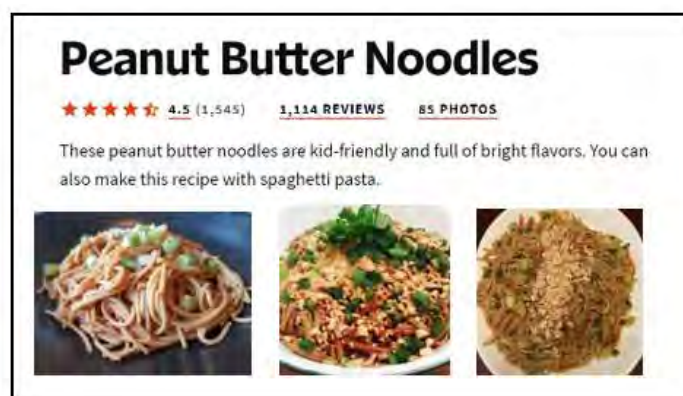 Peanut Butter Noodles
4.5 (1,545) 1,114 REVIEWS 85 PHOTOS
These peanut butter noodles are kid-friendly and full of bright flavors. You can
also make this recipe with spaghetti pasta.